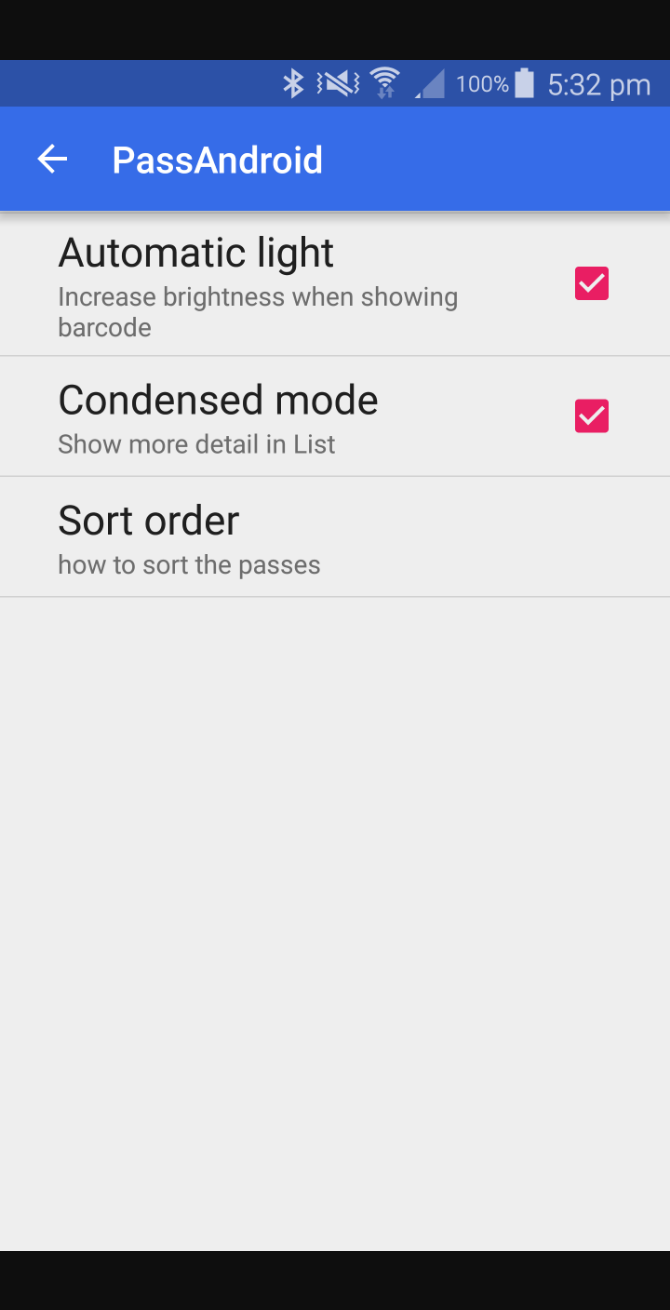 100% 5:32 pm
PassAndroid
Automatic light
Increase brightness when showing
barcode
Condensed mode
Show more detail in List
Sort order
how to sort the passes